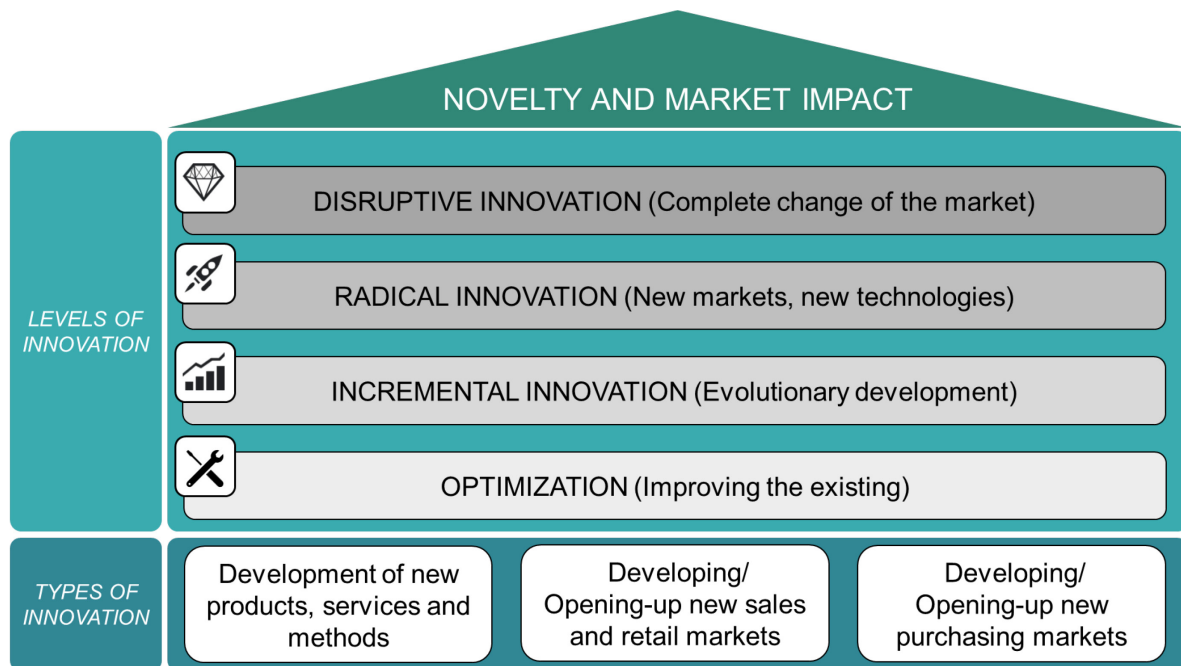 NOVELTY AND MARKET IMPACT
LEVELS OF
INNOVATION
DISRUPTIVE INNOVATION (Complete change of the market)
RADICAL INNOVATION (New markets, new technologies)
INCREMENTAL INNOVATION (Evolutionary development)
OPTIMIZATION (Improving the existing)
TYPES OF
INNOVATION
Development of new
products, services and
methods
Developing/
Opening-up new sales
and retail markets
Developing/
Opening-up new
purchasing markets